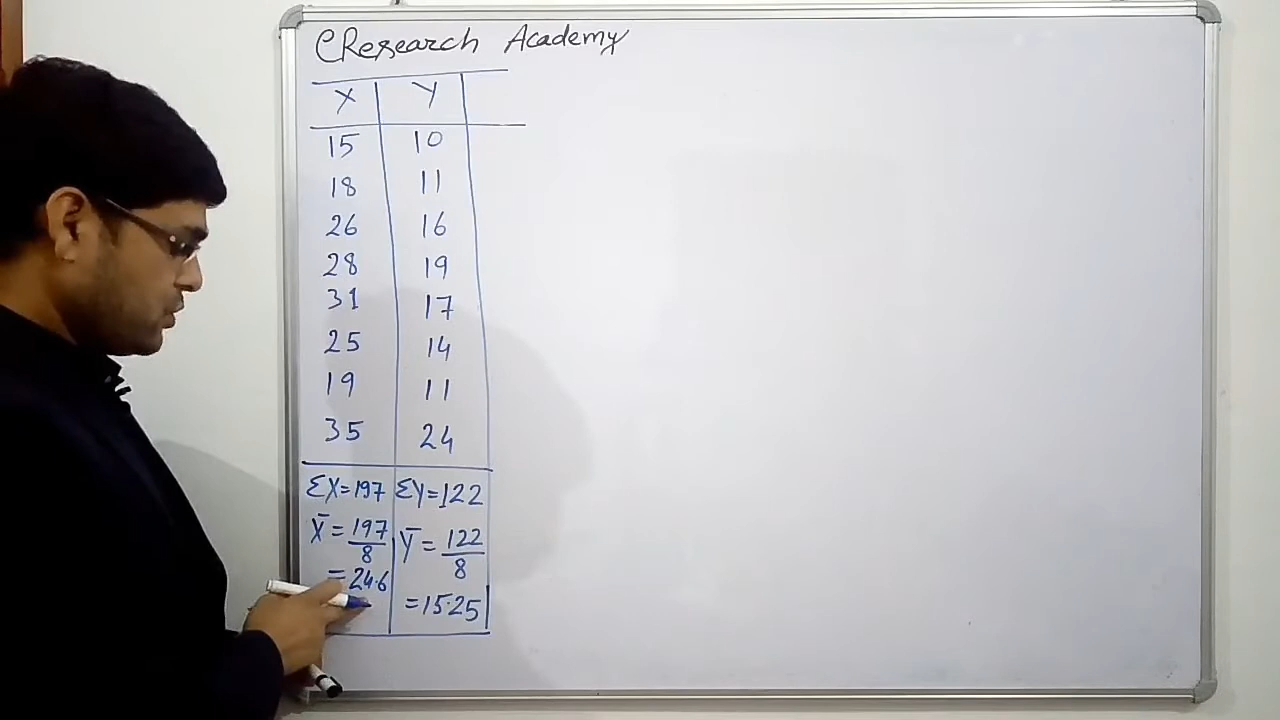 CResearch Academy
X Y
15 10
18 11
26 16
28 19
31 17
25 14
19 11
35 24
ΣX=197 ΣY=122
X̄ = 197/8 Ȳ = 122/8
= 24.6 = 15.25